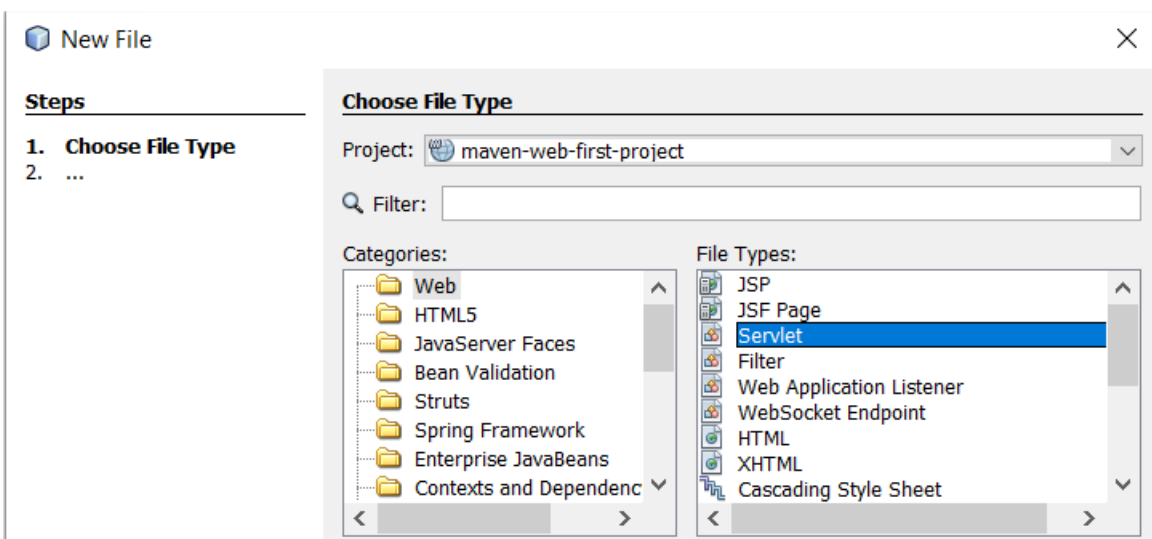 New File
Steps
1. Choose File Type
2. ...
Choose File Type
Project: maven-web-first-project
Filter:
Categories:
Web
HTML5
JavaServer Faces
Bean Validation
Struts
Spring Framework
Enterprise JavaBeans
Contexts and Dependenc
File Types:
JSP
JSF Page
Servlet
Filter
Web Application Listener
WebSocket Endpoint
HTML
XHTML
Cascading Style Sheet